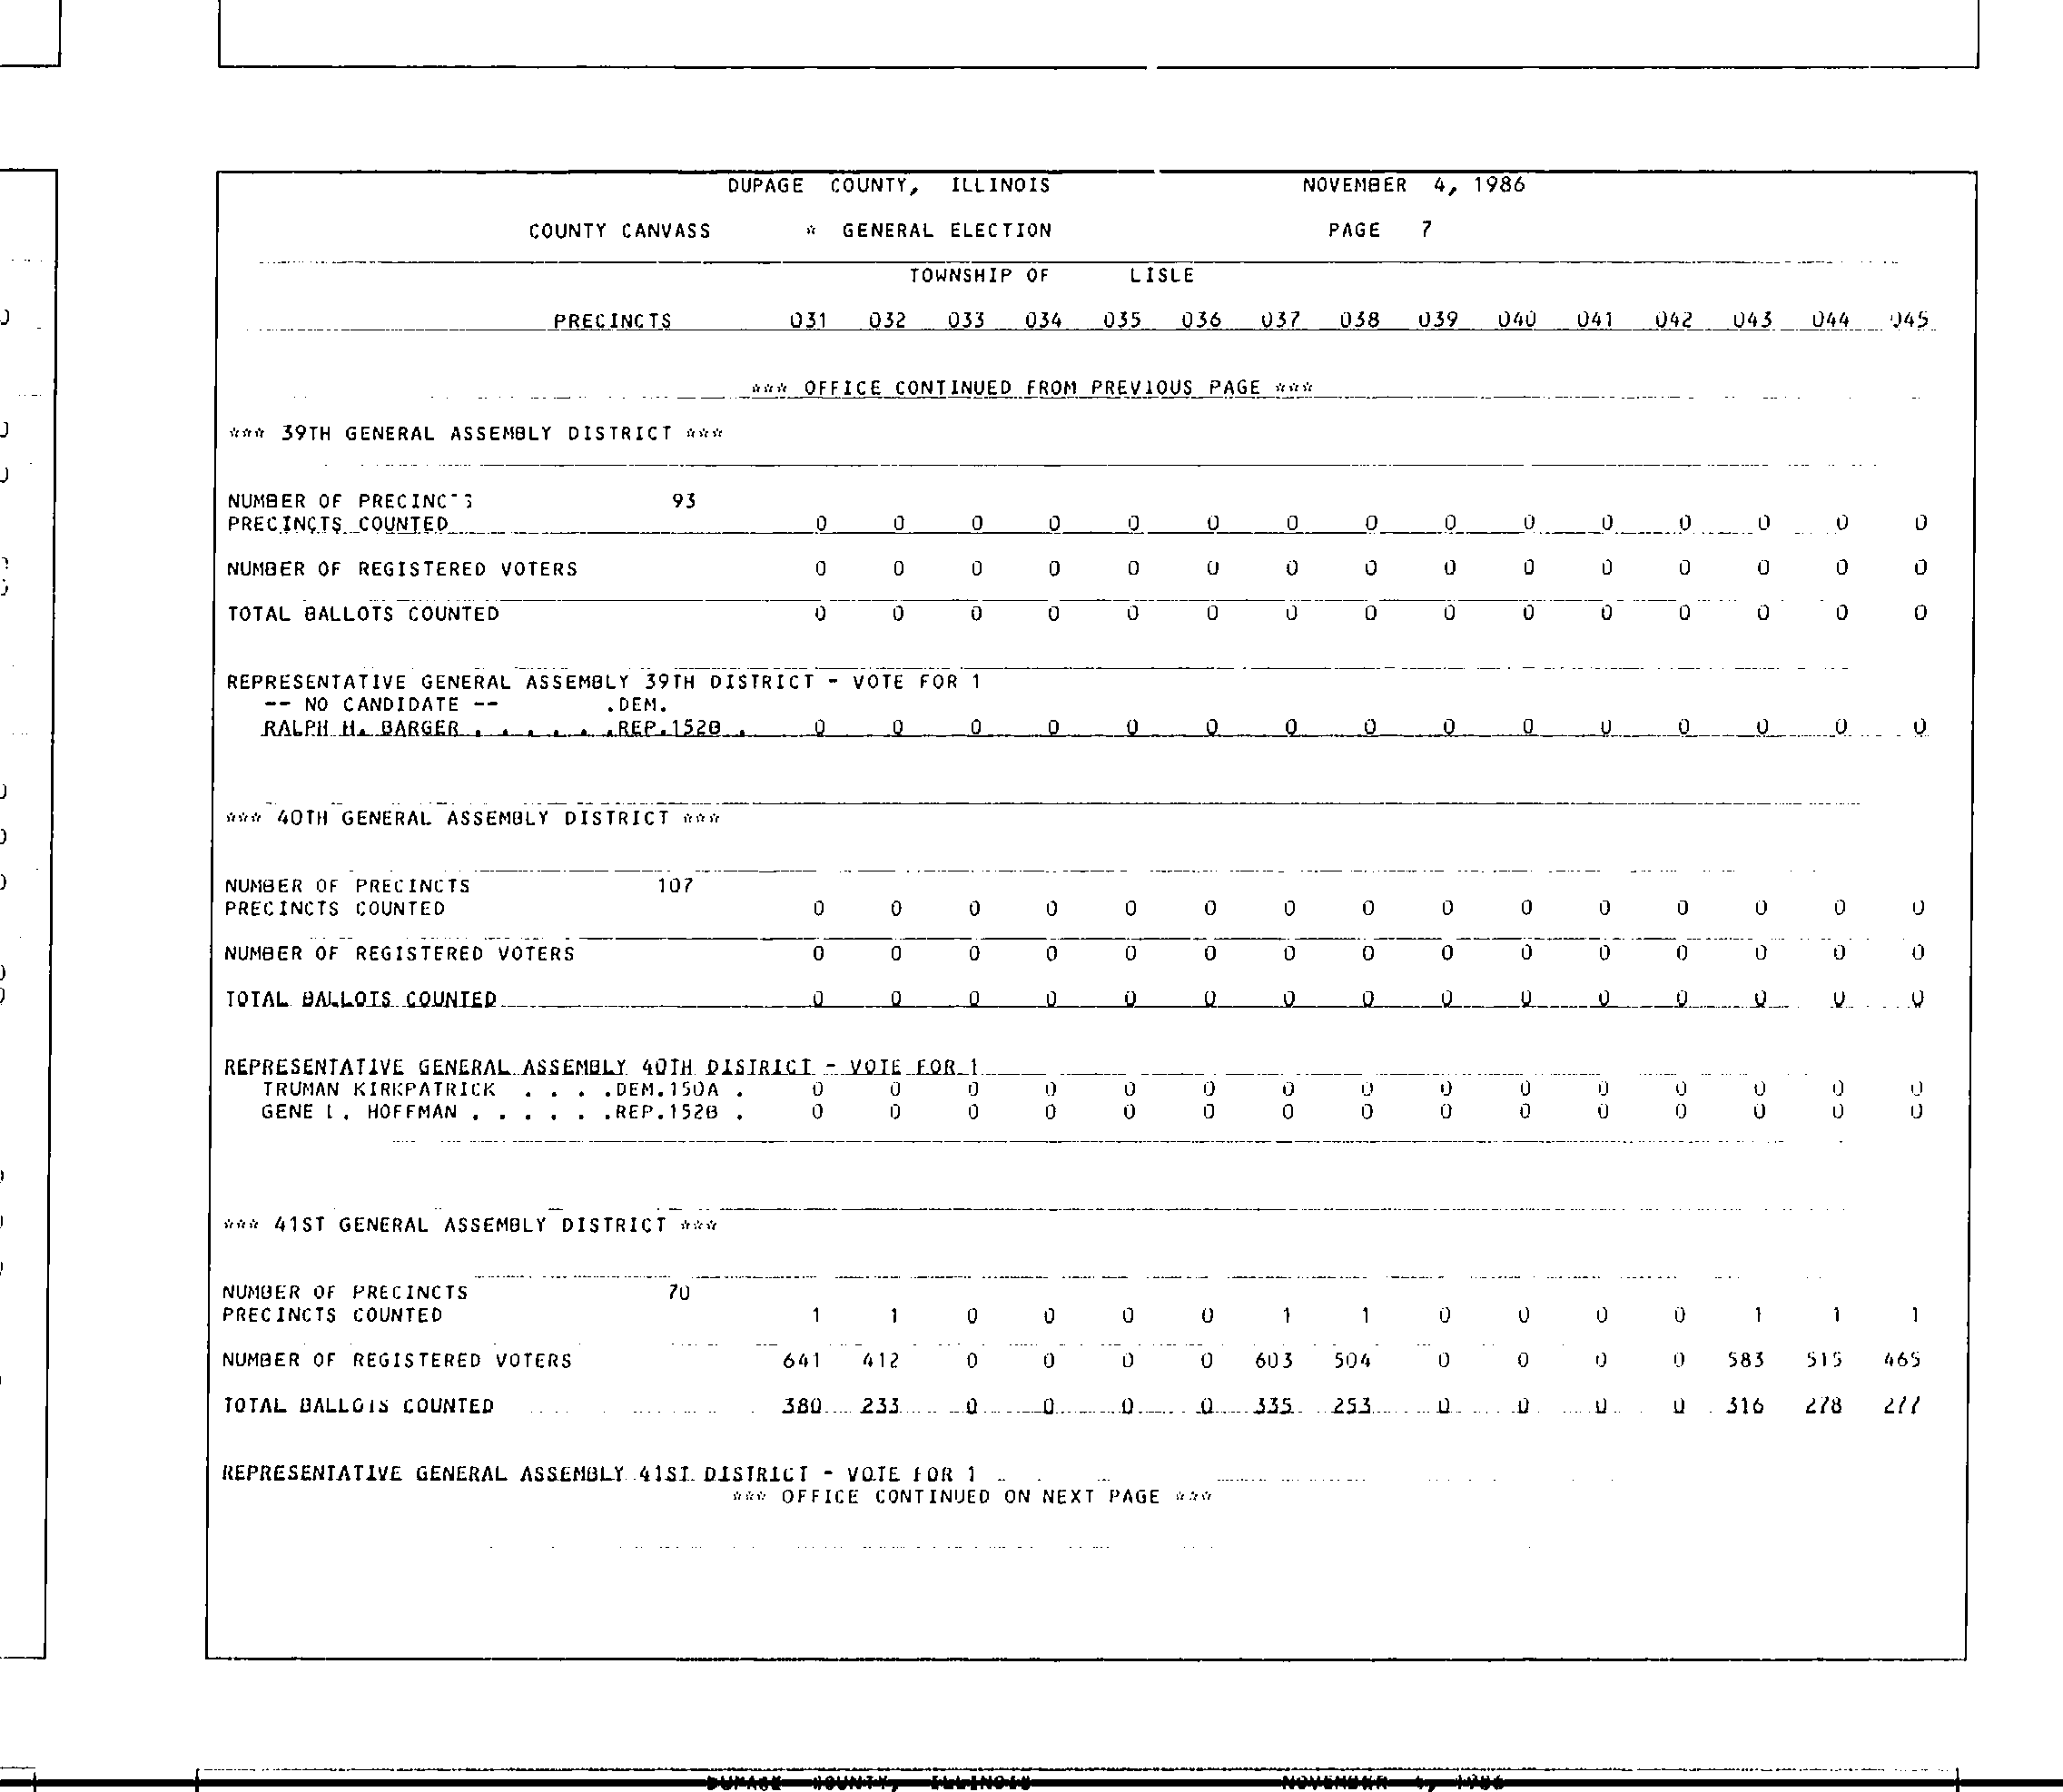 DUPAGE COUNTY, ILLINOIS NOVEMBER 4, 1986
COUNTY CANVASS * GENERAL ELECTION PAGE 7
TOWNSHIP OF LISLE
PRECINCTS 031 032 033 034 035 036 037 038 039 040 041 042 043 044 045
*** OFFICE CONTINUED FROM PREVIOUS PAGE ***
*** 39TH GENERAL ASSEMBLY DISTRICT ***
NUMBER OF PRECINCTS 93
PRECINCTS COUNTED 0 0 0 0 0 0 0 0 0 0 0 0 0 0 0
NUMBER OF REGISTERED VOTERS 0 0 0 0 0 0 0 0 0 0 0 0 0 0 0
TOTAL BALLOTS COUNTED 0 0 0 0 0 0 0 0 0 0 0 0 0 0 0
REPRESENTATIVE GENERAL ASSEMBLY 39TH DISTRICT - VOTE FOR 1
-- NO CANDIDATE -- .DEM.
RALPH H. BARGER . . . . . .REP.152B . 0 0 0 0 0 0 0 0 0 0 0 0 0 0 0
*** 40TH GENERAL ASSEMBLY DISTRICT ***
NUMBER OF PRECINCTS 107
PRECINCTS COUNTED 0 0 0 0 0 0 0 0 0 0 0 0 0 0 0
NUMBER OF REGISTERED VOTERS 0 0 0 0 0 0 0 0 0 0 0 0 0 0 0
TOTAL BALLOTS COUNTED 0 0 0 0 0 0 0 0 0 0 0 0 0 0 0
REPRESENTATIVE GENERAL ASSEMBLY 40TH DISTRICT - VOTE FOR 1
TRUMAN KIRKPATRICK . . . .DEM.150A . 0 0 0 0 0 0 0 0 0 0 0 0 0 0 0
GENE L. HOFFMAN . . . . . .REP.152B . 0 0 0 0 0 0 0 0 0 0 0 0 0 0 0
*** 41ST GENERAL ASSEMBLY DISTRICT ***
NUMBER OF PRECINCTS 70
PRECINCTS COUNTED 1 1 0 0 0 0 1 1 0 0 0 0 1 1 1
NUMBER OF REGISTERED VOTERS 641 412 0 0 0 0 603 504 0 0 0 0 583 515 465
TOTAL BALLOTS COUNTED 380 233 0 0 0 0 335 253 0 0 0 0 316 278 277
REPRESENTATIVE GENERAL ASSEMBLY 41ST DISTRICT - VOTE FOR 1
*** OFFICE CONTINUED ON NEXT PAGE ***
DUPAGE COUNTY, ILLINOIS NOVEMBER 4, 1986